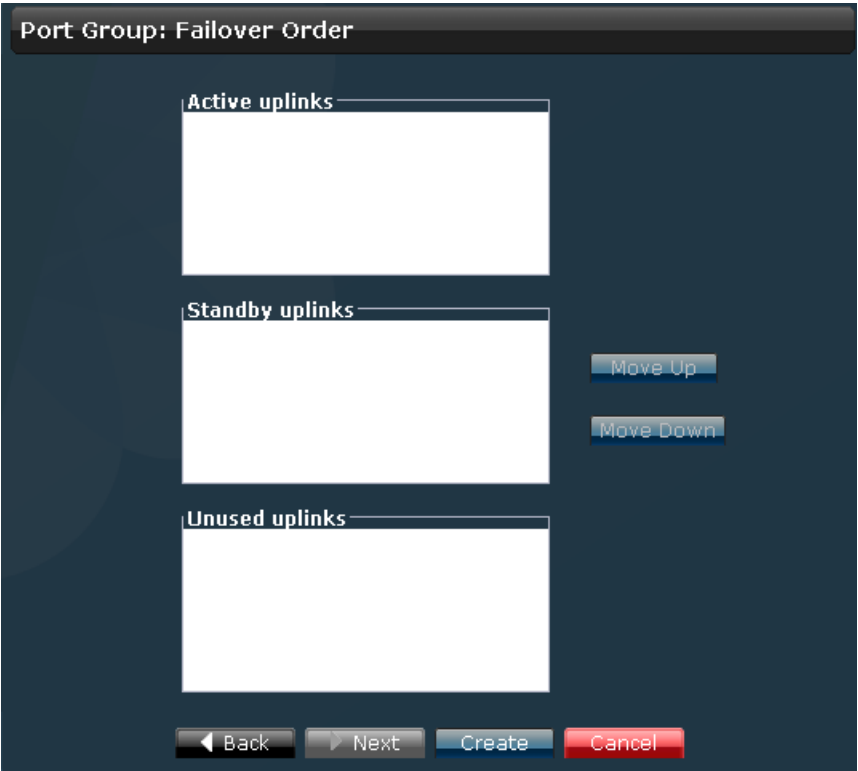 Port Group: Failover Order
Active uplinks
Standby uplinks
Move Up
Move Down
Unused uplinks
Back Next Create Cancel